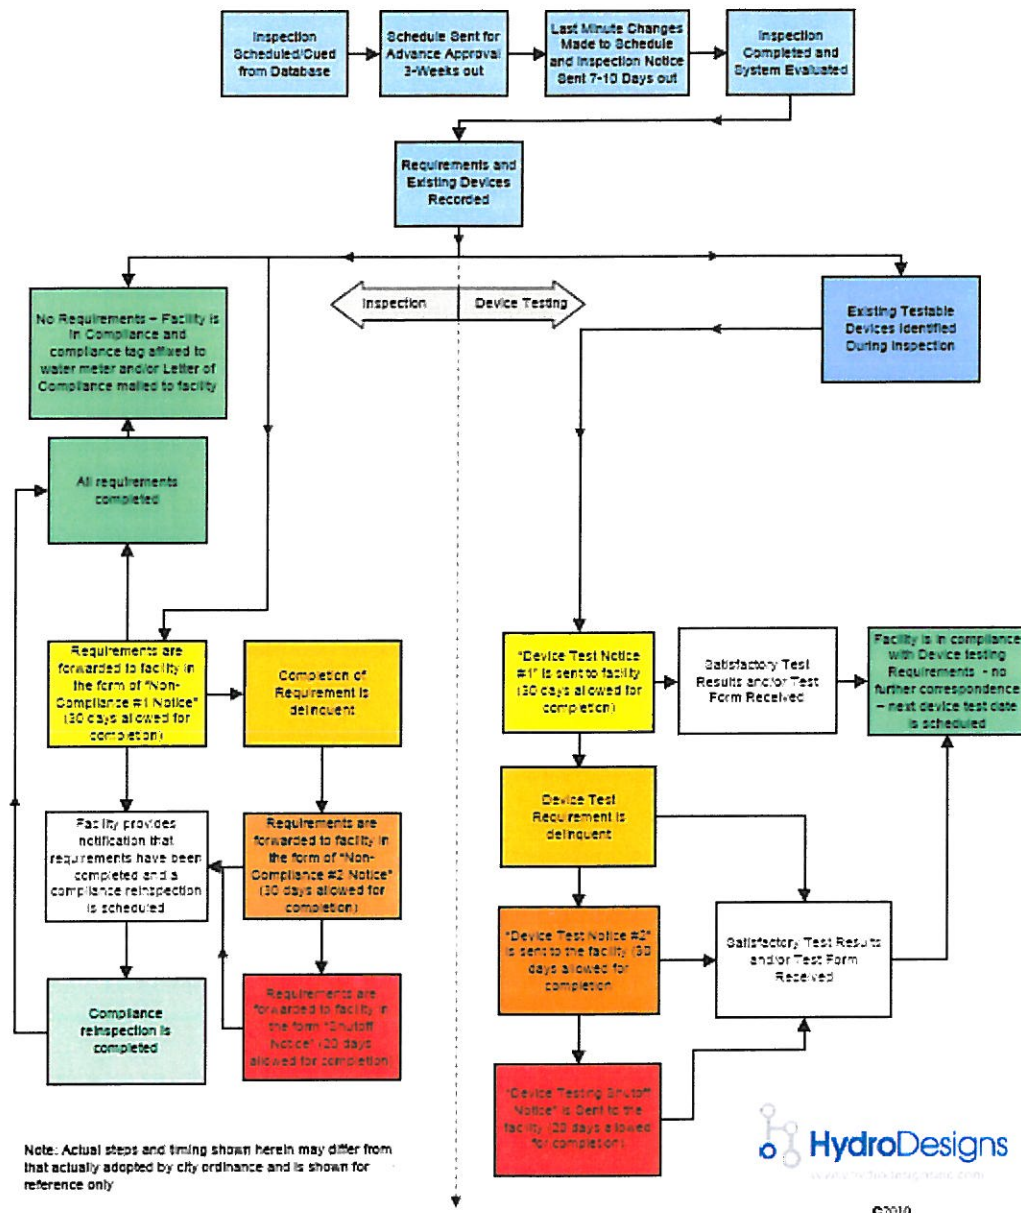 Inspection
Scheduled/Cued
from Database
Schedule Sent for
Advance Approval
3-Weeks out
Last Minute Changes
Made to Schedule
and Inspection Notice
Sent 7-10 Days out
Inspection
Completed and
System Evaluated
Requirements and
Existing Devices
Recorded
Inspection
Device Testing
No Requirements – Facility is
in Compliance and
compliance tag affixed to
water meter and/or Letter of
Compliance mailed to facility
Existing Testable
Devices Identified
During Inspection
All requirements
completed
Requirements are
forwarded to facility in
the form of "Non-
Compliance #1 Notice"
(30 days allowed for
completion)
Completion of
Requirement is
delinquent
"Device Test Notice
#1" is sent to facility
(30 days allowed for
completion)
Satisfactory Test
Results and/or Test
Form Received
Facility is in compliance
with Device testing
Requirements - no
further correspondence
– next device test date
is scheduled
Device Test
Requirement is
delinquent
Facility provides
notification that
requirements have been
completed and a
compliance reinspection
is scheduled
Requirements are
forwarded to facility in
the form of "Non-
Compliance #2 Notice"
(30 days allowed for
completion)
"Device Test Notice #2"
is sent to the facility (30
days allowed for
completion
Satisfactory Test Results
and/or Test Form
Received
Compliance
reinspection is
completed
Requirements are
forwarded to facility in
the form "Shutoff
Notice" (20 days
allowed for completion
"Device Testing Shutoff
Notice" is Sent to the
facility (20 days allowed
for completion)
Note: Actual steps and timing shown herein may differ from
that actually adopted by city ordinance and is shown for
reference only
HydroDesigns
©2010